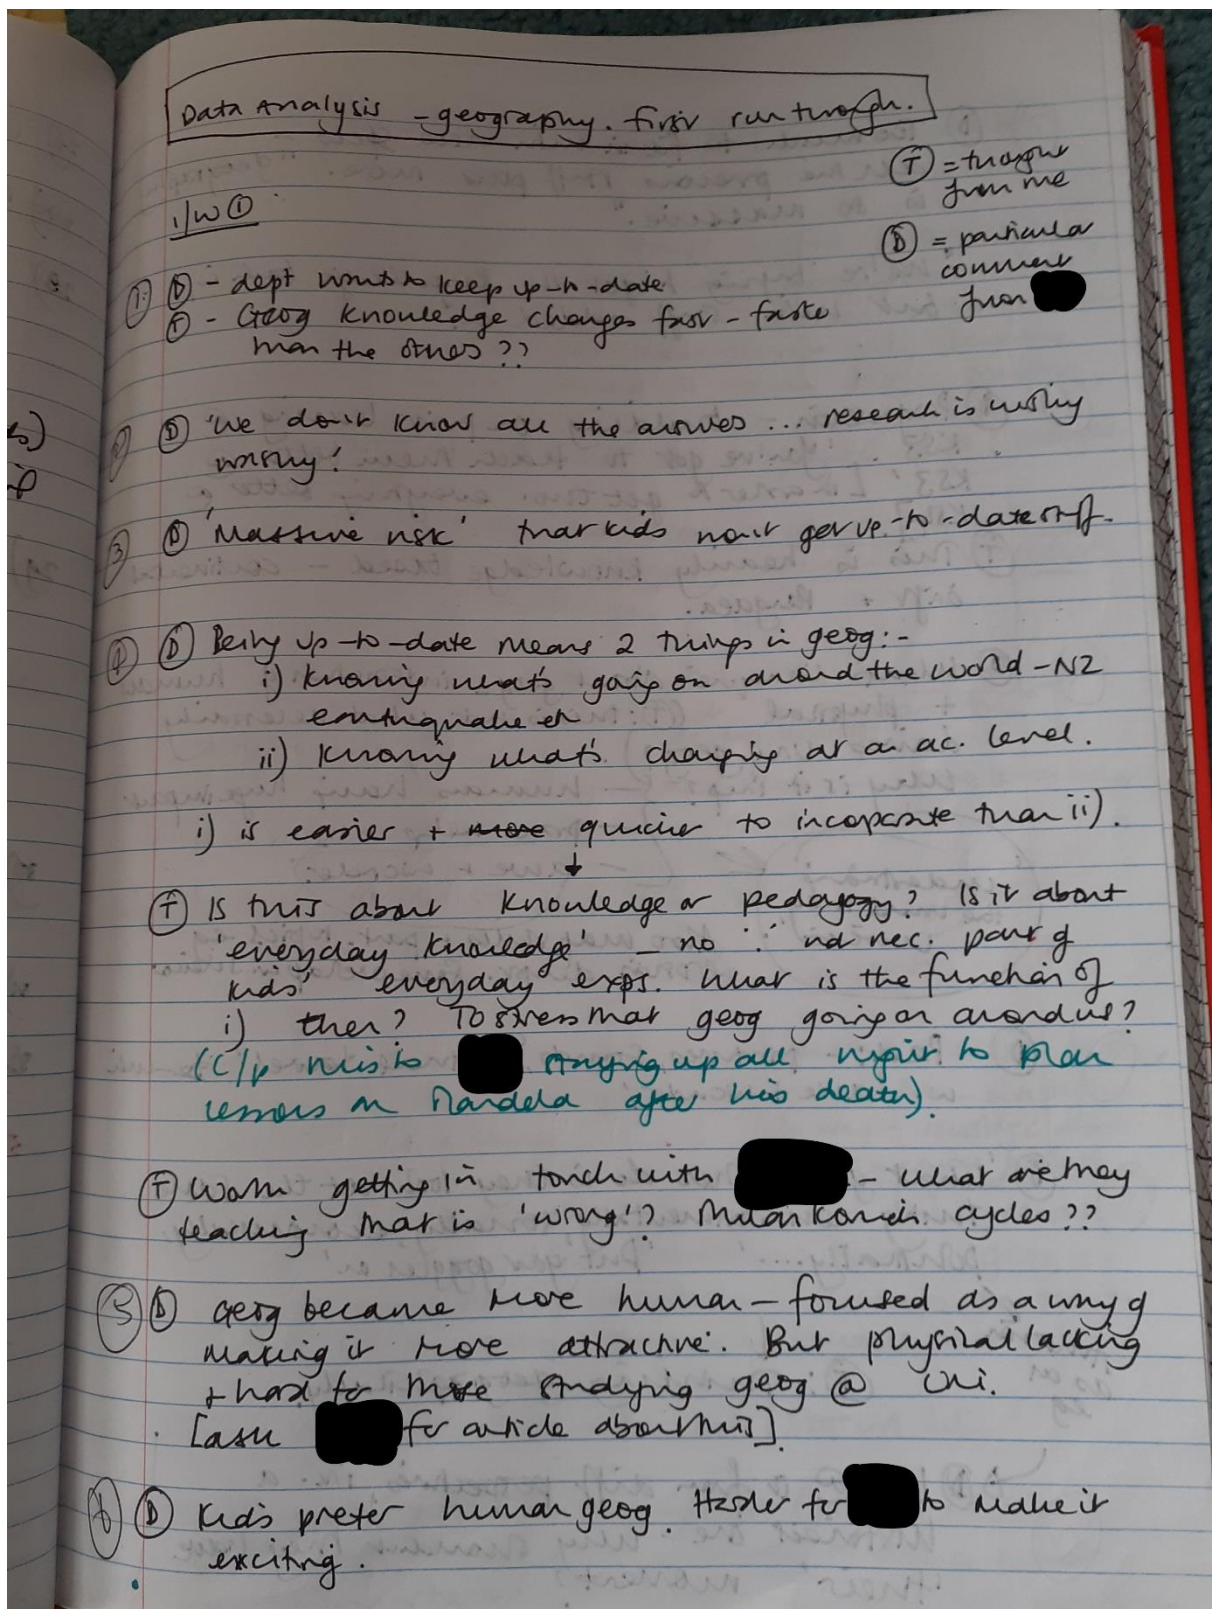 Data Analysis - geography. first run through.
(T) = thought
from me
(D) = particular
comment
from
i/w ①
1. (D) - dept wants to keep up-to-date
(T) - Geog knowledge changes fast - faster
than the others??
2 (D) 'We don't know all the answers ... research is
worthy!
3 (D) 'Massive risk' that kids won't get up-to-date stuff.
4 (D) Being up-to-date means 2 things in geog:-
i) knowing what's going on around the world - NZ
earthquake etc
ii) knowing what's changing at an ac. level.
i) is easier + more quicker to incorporate than ii).
↓
(T) Is this about knowledge or pedagogy? Is it about
'everyday knowledge' - no ∵ not nec. part of
kids' everyday exps. What is the function of
i) then? To stress that geog going on around us?
(C/p this to staying up all night to plan
lessons on Mandela after his death).
(T) Worth getting in touch with - what are they
teaching that is 'wrong'? Milankovich cycles??
5 (D) Geog became more human-focused as a way of
making it more attractive. But physical lacking
+ hard for those studying geog @ uni.
[ask for article about this].
6 (D) Kids prefer human geog. Harder for to make it
exciting.